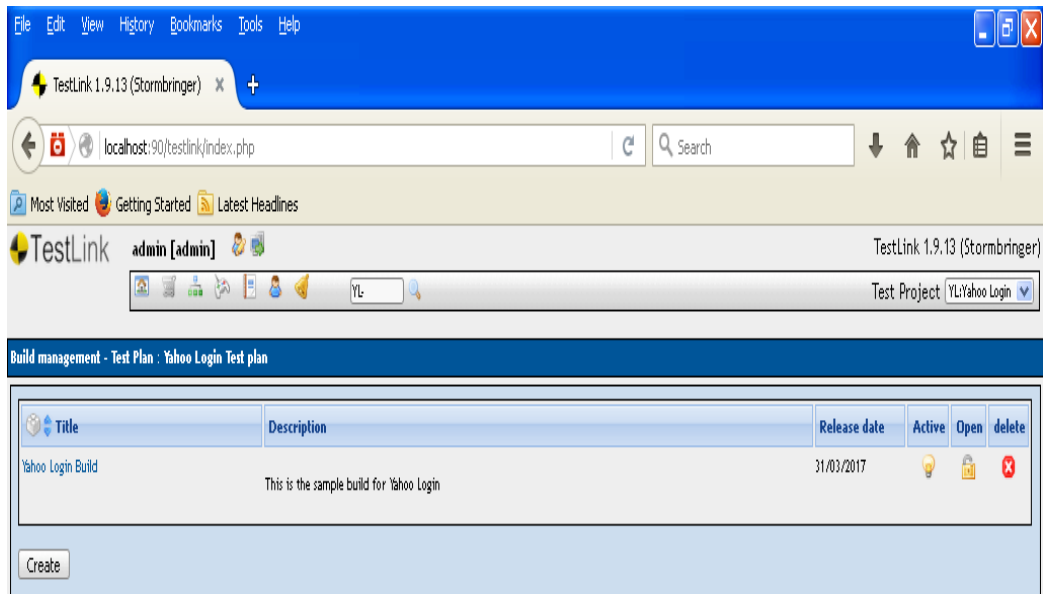 File Edit View History Bookmarks Tools Help
TestLink 1.9.13 (Stormbringer)
localhost:90/testlink/index.php
Search
Most Visited Getting Started Latest Headlines
TestLink admin [admin] TestLink 1.9.13 (Stormbringer)
YL- Test Project YL:Yahoo Login
Build management - Test Plan : Yahoo Login Test plan
Title Description Release date Active Open delete
Yahoo Login Build This is the sample build for Yahoo Login 31/03/2017
Create